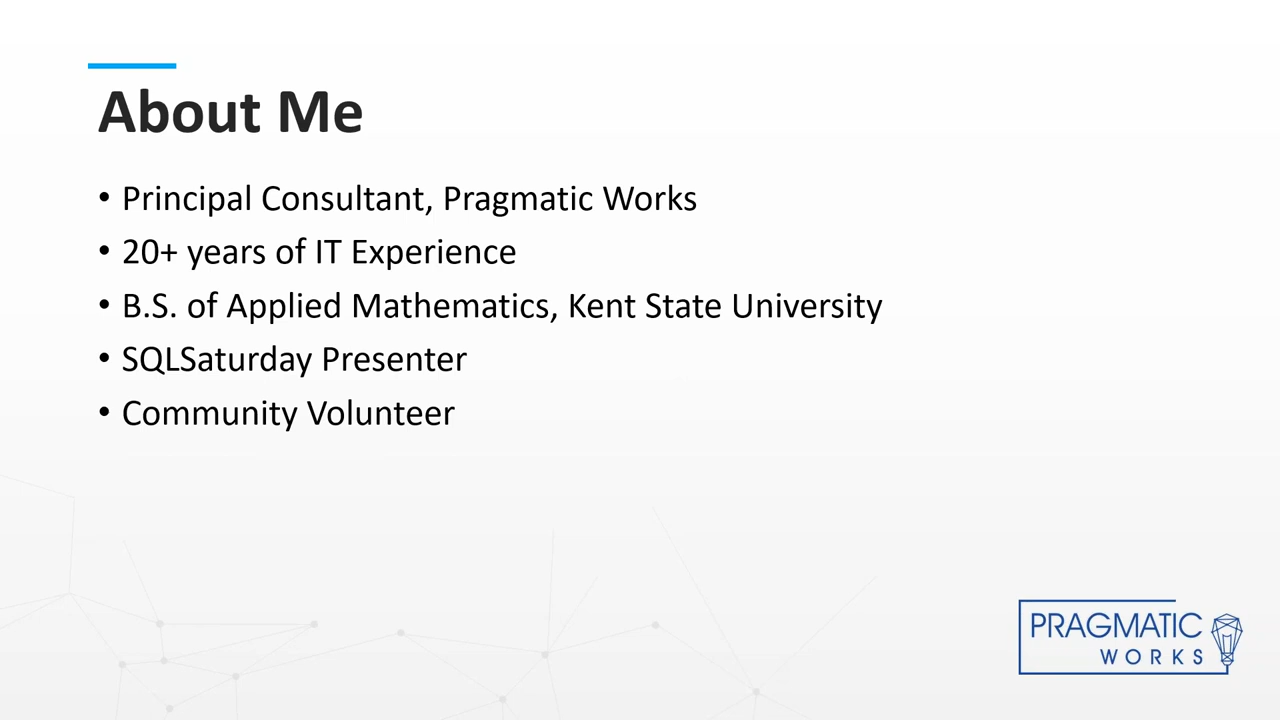 About Me
• Principal Consultant, Pragmatic Works
• 20+ years of IT Experience
• B.S. of Applied Mathematics, Kent State University
• SQLSaturday Presenter
• Community Volunteer
PRAGMATIC
WORKS